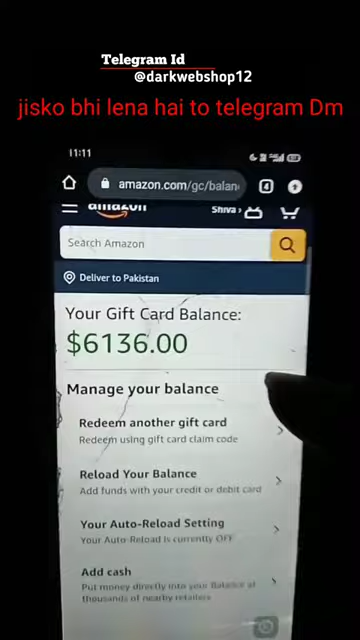 Telegram Id
@darkwebshop12
jisko bhi lena hai to telegram Dm
11:11
amazon.com/gc/balan
4
amazon
Shiva ›
Search Amazon
Deliver to Pakistan
Your Gift Card Balance:
$6136.00
Manage your balance
Redeem another gift card
Redeem using gift card claim code
Reload Your Balance
Add funds with your credit or debit card
Your Auto-Reload Setting
Your Auto-Reload is currently OFF
Add cash
Put money directly into your Balance at
thousands of nearby retailers